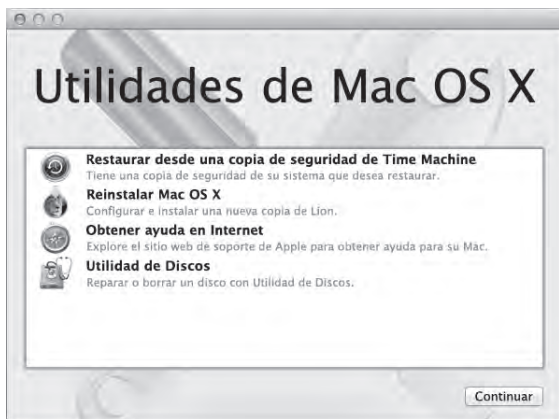 Utilidades de Mac OS X
Restaurar desde una copia de seguridad de Time Machine
Tiene una copia de seguridad de su sistema que desea restaurar.
Reinstalar Mac OS X
Configurar e instalar una nueva copia de Lion.
Obtener ayuda en Internet
Explore el sitio web de soporte de Apple para obtener ayuda para su Mac.
Utilidad de Discos
Reparar o borrar un disco con Utilidad de Discos.
Continuar